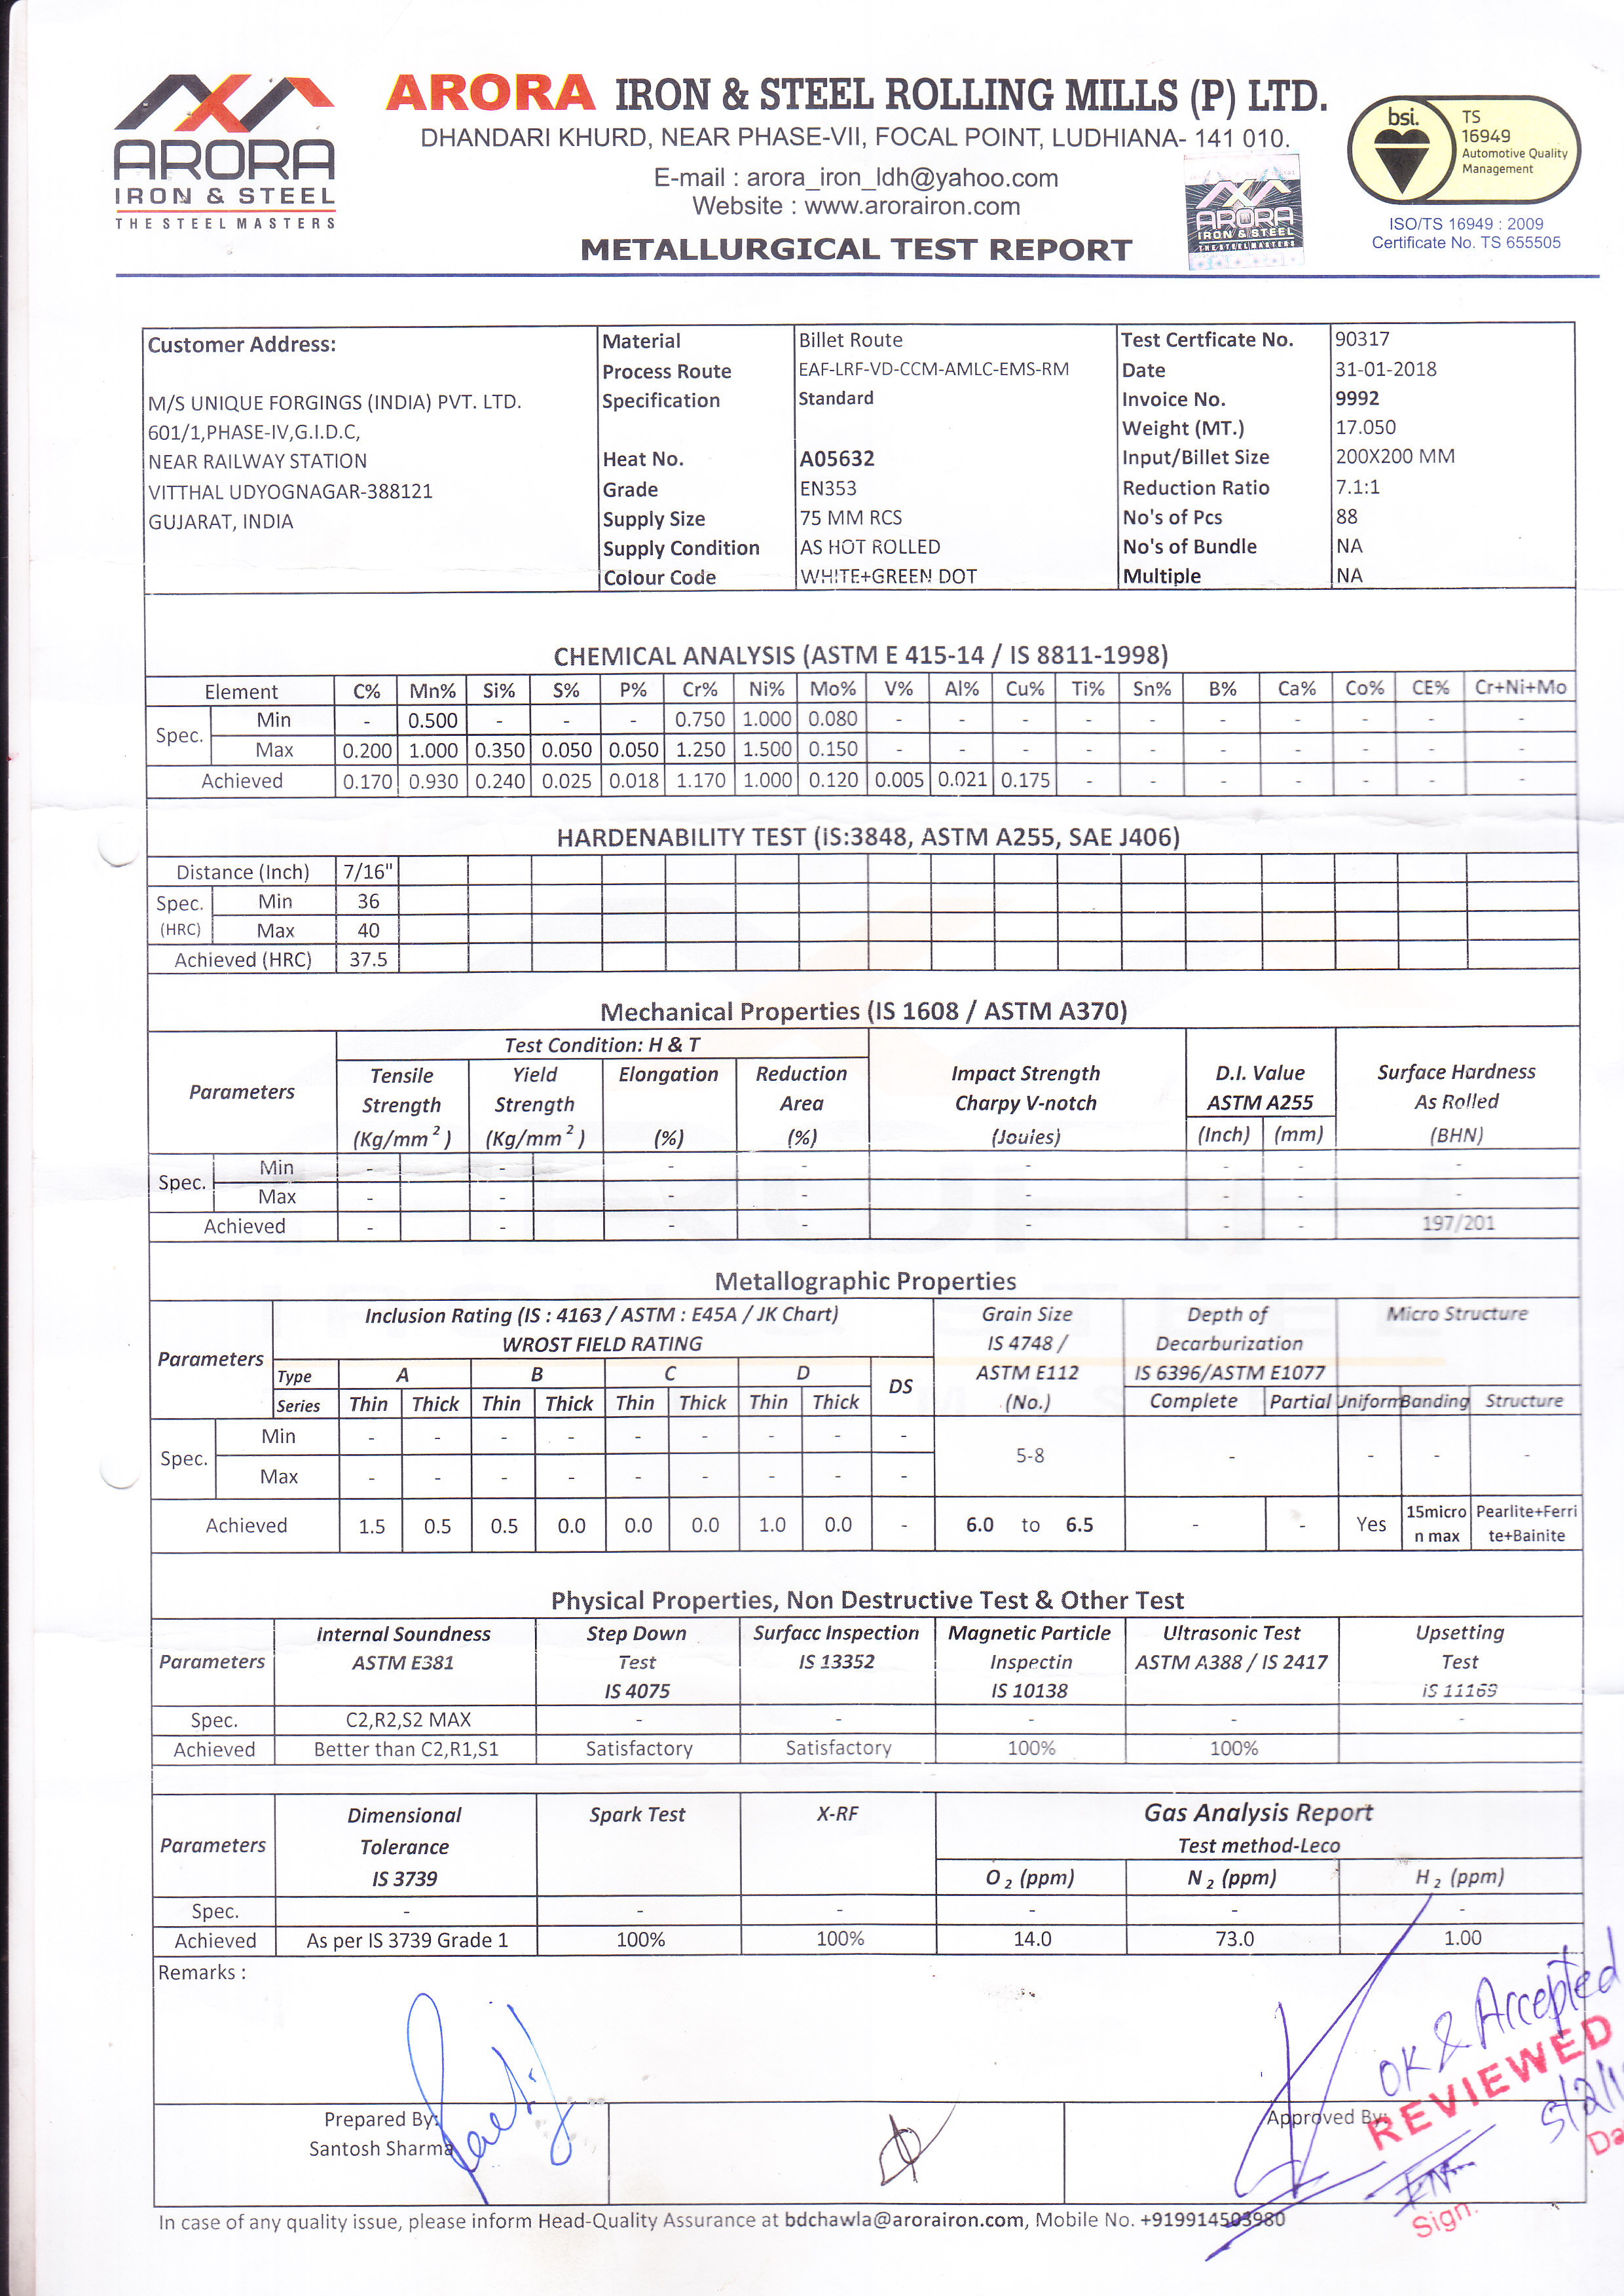 ARORA IRON & STEEL ROLLING MILLS (P) LTD.
ARORA
IRON & STEEL
THE STEEL MASTERS
DHANDARI KHURD, NEAR PHASE-VII, FOCAL POINT, LUDHIANA- 141 010.
E-mail : arora_iron_ldh@yahoo.com
Website : www.arorairon.com
METALLURGICAL TEST REPORT
ARORA
IRON & STEEL
THE STEEL MASTERS
bsi.
TS
16949
Automotive Quality
Management
ISO/TS 16949 : 2009
Certificate No. TS 655505
Customer Address:
M/S UNIQUE FORGINGS (INDIA) PVT. LTD.
601/1,PHASE-IV,G.I.D.C,
NEAR RAILWAY STATION
VITTHAL UDYOGNAGAR-388121
GUJARAT, INDIA
Material Billet Route
Process Route EAF-LRF-VD-CCM-AMLC-EMS-RM
Specification Standard
Heat No. A05632
Grade EN353
Supply Size 75 MM RCS
Supply Condition AS HOT ROLLED
Colour Code WHITE+GREEN DOT
Test Certficate No. 90317
Date 31-01-2018
Invoice No. 9992
Weight (MT.) 17.050
Input/Billet Size 200X200 MM
Reduction Ratio 7.1:1
No's of Pcs 88
No's of Bundle NA
Multiple NA
CHEMICAL ANALYSIS (ASTM E 415-14 / IS 8811-1998)
Element C% Mn% Si% S% P% Cr% Ni% Mo% V% Al% Cu% Ti% Sn% B% Ca% Co% CE% Cr+Ni+Mo
Spec. Min - 0.500 - - - 0.750 1.000 0.080 - - - - - - - - - -
Max 0.200 1.000 0.350 0.050 0.050 1.250 1.500 0.150 - - - - - - - - - -
Achieved 0.170 0.930 0.240 0.025 0.018 1.170 1.000 0.120 0.005 0.021 0.175 - - - - - - -
HARDENABILITY TEST (IS:3848, ASTM A255, SAE J406)
Distance (Inch) 7/16"
Spec. (HRC) Min 36
Max 40
Achieved (HRC) 37.5
Mechanical Properties (IS 1608 / ASTM A370)
Parameters
Test Condition: H & T
Tensile Strength (Kg/mm²)
Yield Strength (Kg/mm²)
Elongation (%)
Reduction Area (%)
Impact Strength Charpy V-notch (Joules)
D.I. Value ASTM A255
(Inch) (mm)
Surface Hardness As Rolled (BHN)
Spec. Min - - - - - - - -
Max - - - - - - - -
Achieved - - - - - - - 197/201
Metallographic Properties
Parameters
Inclusion Rating (IS : 4163 / ASTM : E45A / JK Chart)
WROST FIELD RATING
Type A B C D DS
Series Thin Thick Thin Thick Thin Thick Thin Thick
Grain Size IS 4748 / ASTM E112 (No.)
Depth of Decarburization IS 6396/ASTM E1077
Complete Partial
Micro Structure
Uniform Banding Structure
Spec. Min - - - - - - - - - 5-8 - - - -
Max - - - - - - - - -
Achieved 1.5 0.5 0.5 0.0 0.0 0.0 1.0 0.0 - 6.0 to 6.5 - - Yes 15micron max Pearlite+Ferrite+Bainite
Physical Properties, Non Destructive Test & Other Test
Parameters
Internal Soundness ASTM E381
Step Down Test IS 4075
Surface Inspection IS 13352
Magnetic Particle Inspectin IS 10138
Ultrasonic Test ASTM A388 / IS 2417
Upsetting Test IS 11169
Spec. C2,R2,S2 MAX - - - - -
Achieved Better than C2,R1,S1 Satisfactory Satisfactory 100% 100%
Parameters
Dimensional Tolerance IS 3739
Spark Test
X-RF
Gas Analysis Report
Test method-Leco
O2 (ppm) N2 (ppm) H2 (ppm)
Spec. - - - - - -
Achieved As per IS 3739 Grade 1 100% 100% 14.0 73.0 1.00
Remarks :
OK & Accepted
REVIEWED
Prepared By:
Santosh Sharma
Approved By:
Sign.
In case of any quality issue, please inform Head-Quality Assurance at bdchawla@arorairon.com, Mobile No. +919914503980